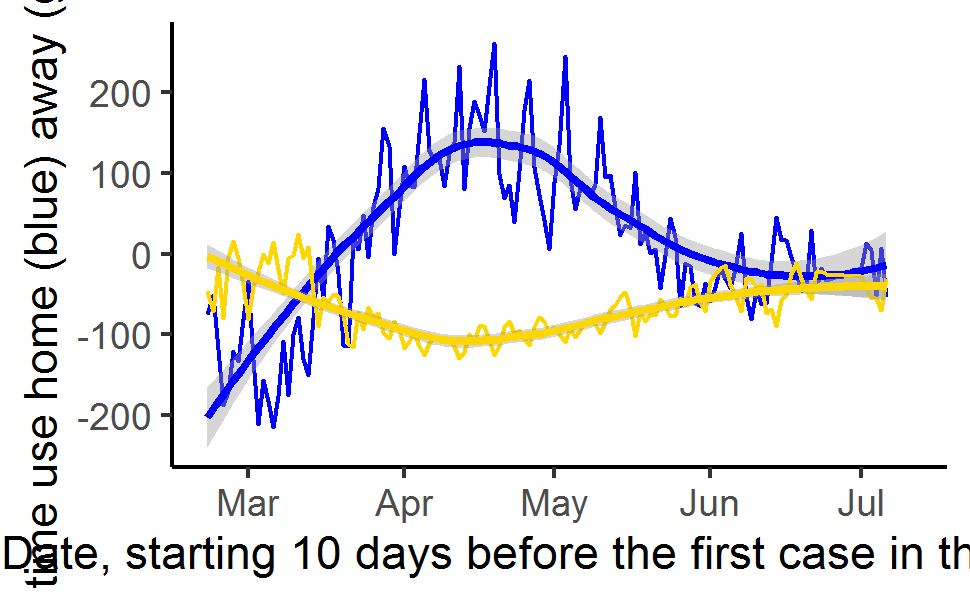 time use home (blue) away (g
200
100
0
-100
-200
Mar Apr May Jun Jul
Date, starting 10 days before the first case in th